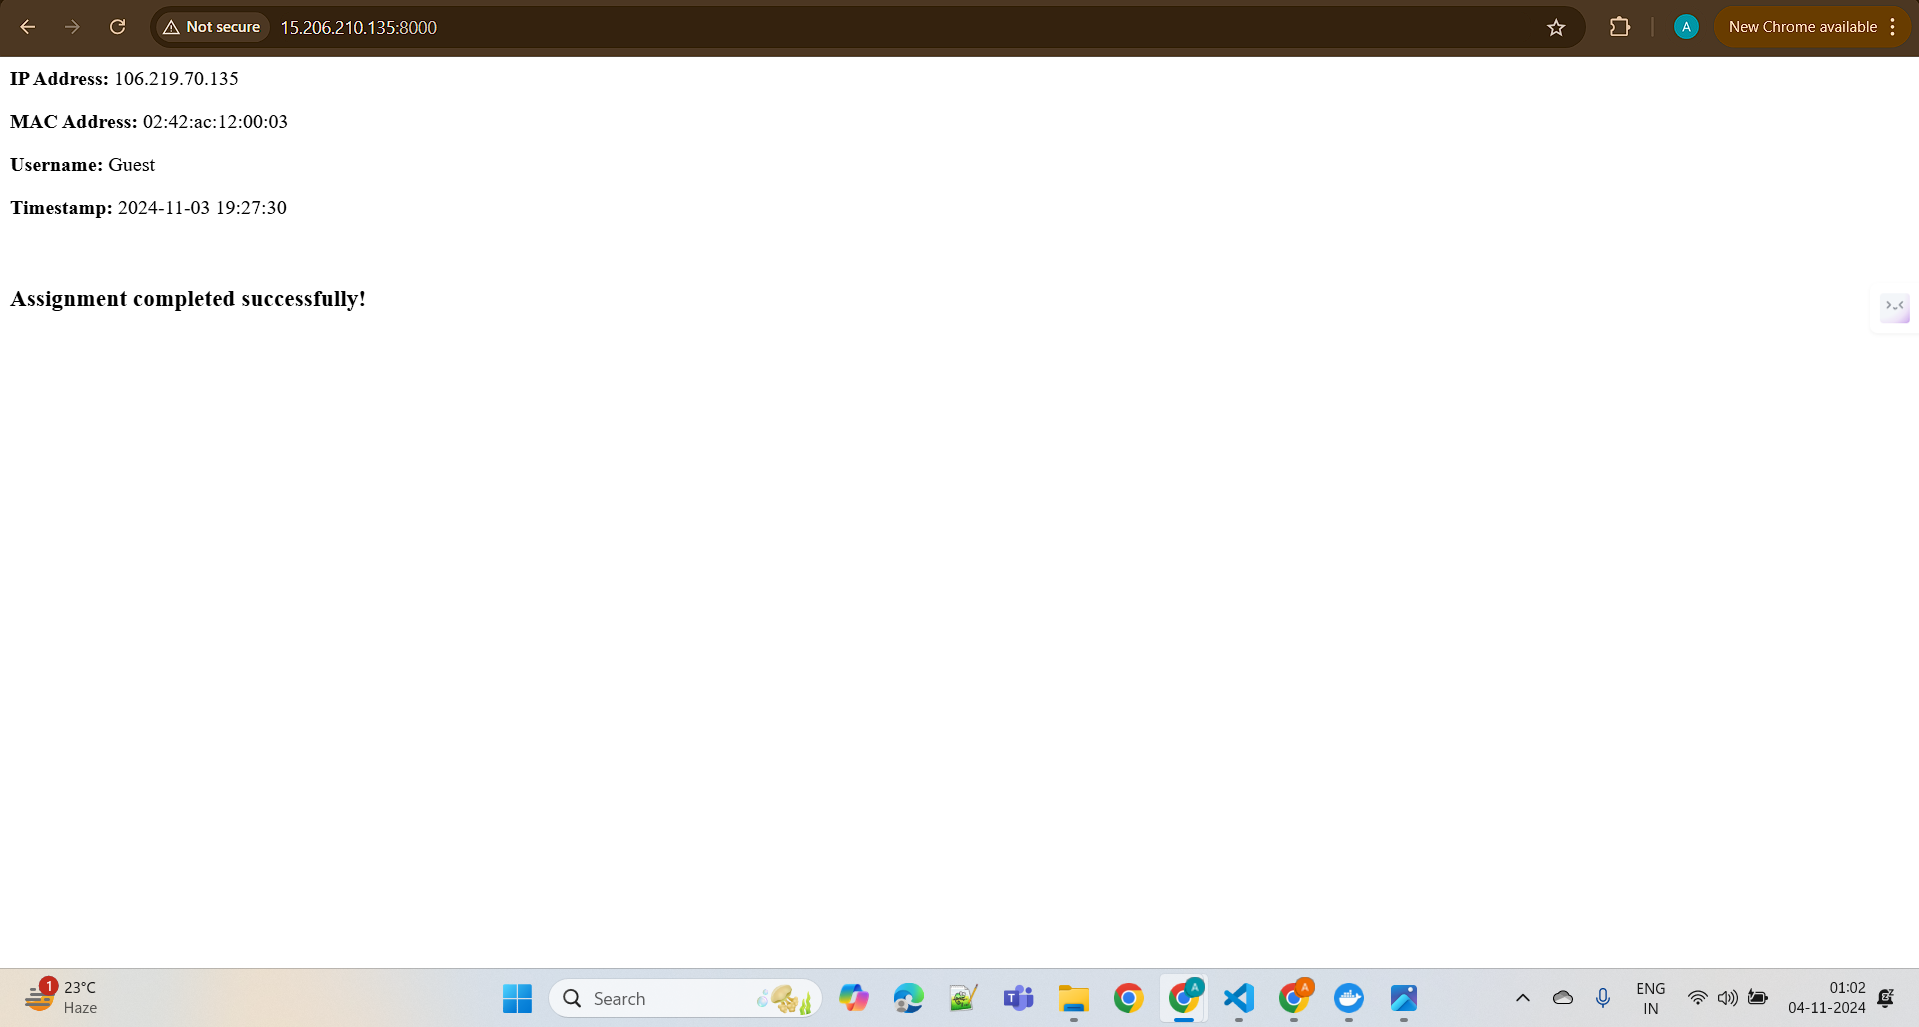 Not secure 15.206.210.135:8000 A New Chrome available
IP Address: 106.219.70.135
MAC Address: 02:42:ac:12:00:03
Username: Guest
Timestamp: 2024-11-03 19:27:30
Assignment completed successfully!
1 23°C
Haze
Search
A
A
ENG
IN
01:02
04-11-2024